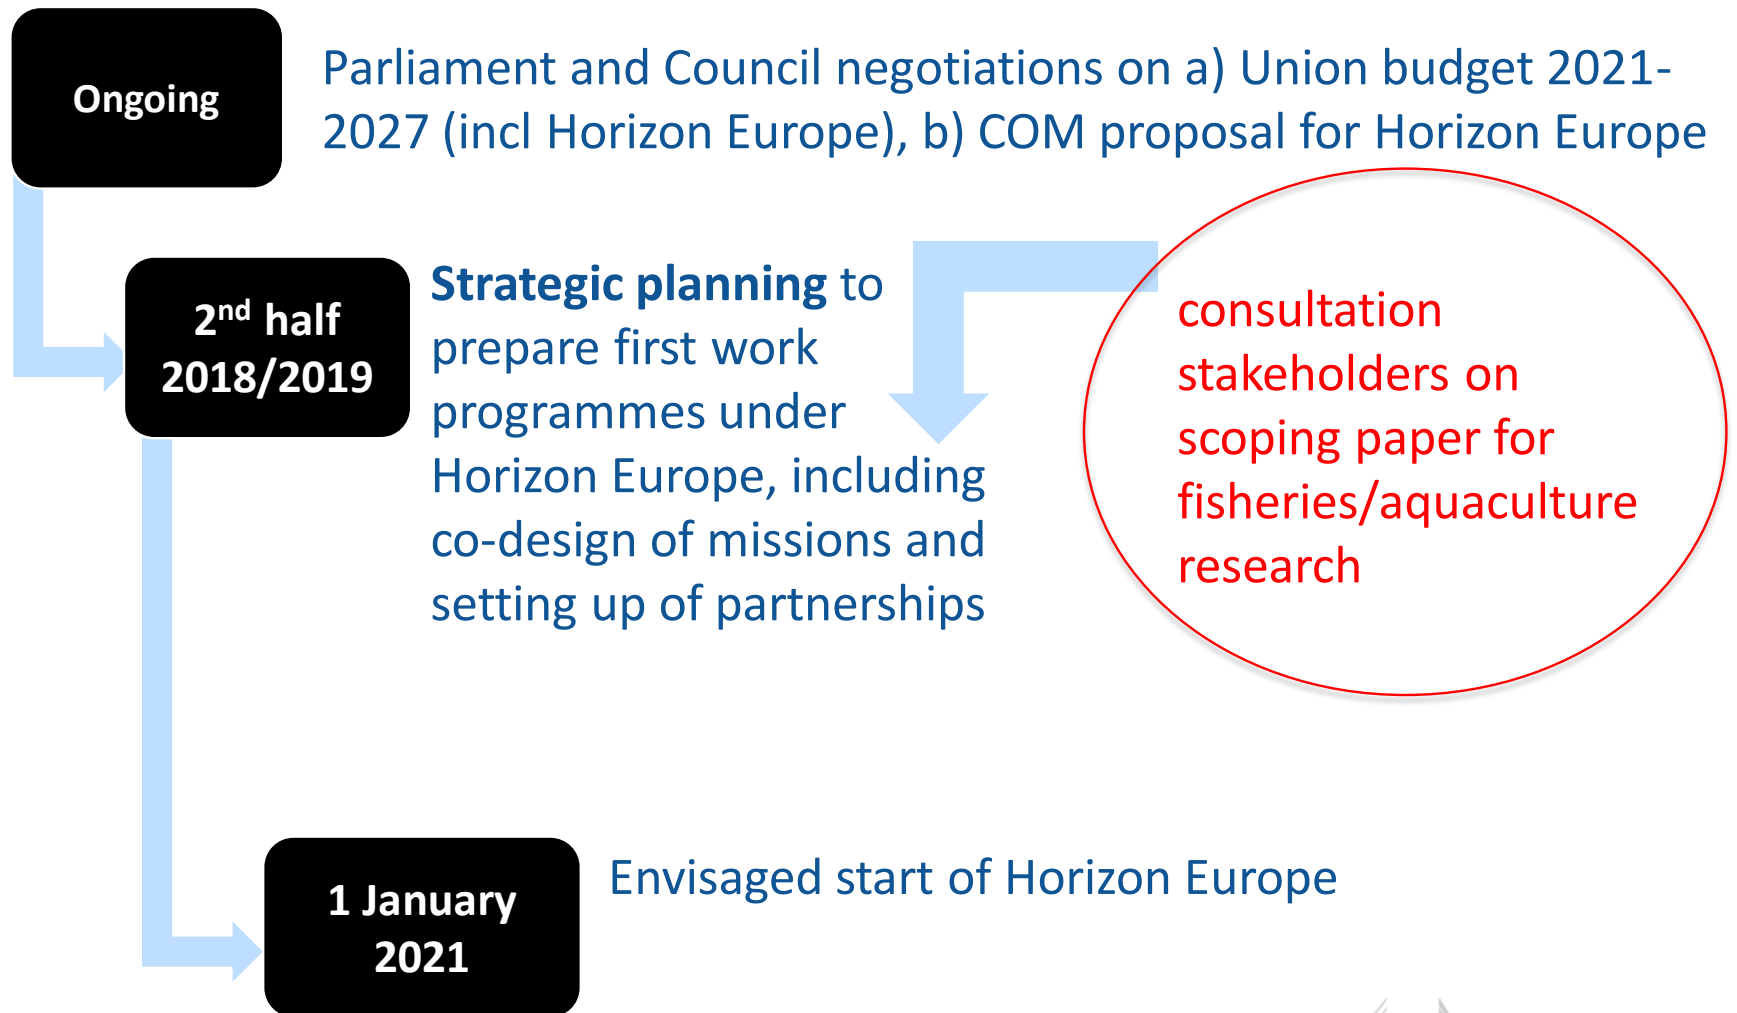 Ongoing
Parliament and Council negotiations on a) Union budget 2021-
2027 (incl Horizon Europe), b) COM proposal for Horizon Europe
2nd half
2018/2019
Strategic planning to
prepare first work
programmes under
Horizon Europe, including
co-design of missions and
setting up of partnerships
consultation
stakeholders on
scoping paper for
fisheries/aquaculture
research
1 January
2021
Envisaged start of Horizon Europe